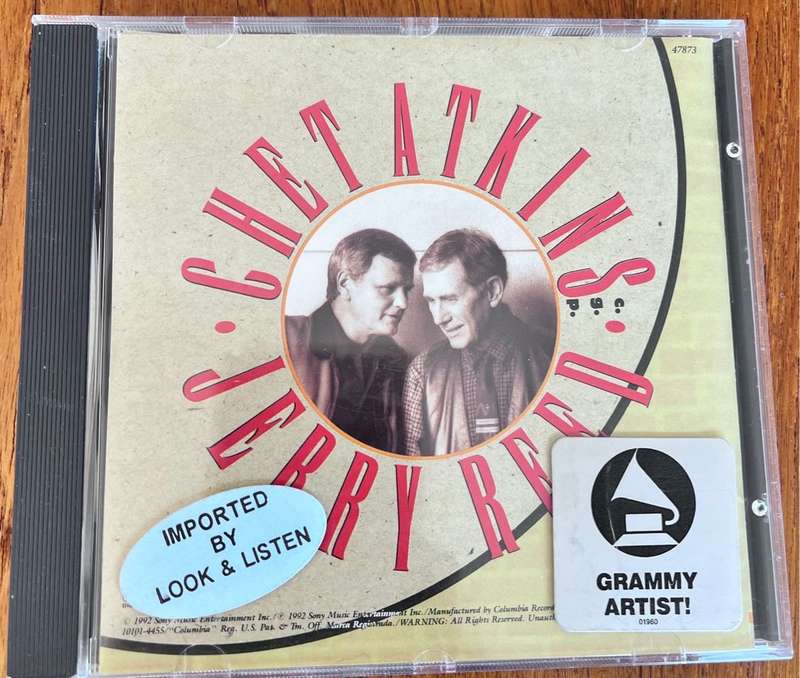 47873
CHET ATKINS
c. g. p.
JERRY REED
IMPORTED
BY
LOOK & LISTEN
GRAMMY
ARTIST!
01960
© 1992 Sony Music Entertainment Inc./℗ 1992 Sony Music Entertainment Inc./Manufactured by Columbia Record
10101-4455/"Columbia" Reg. U.S. Pat. & Tm. Off. Marca Registrada./WARNING: All Rights Reserved. Unauth